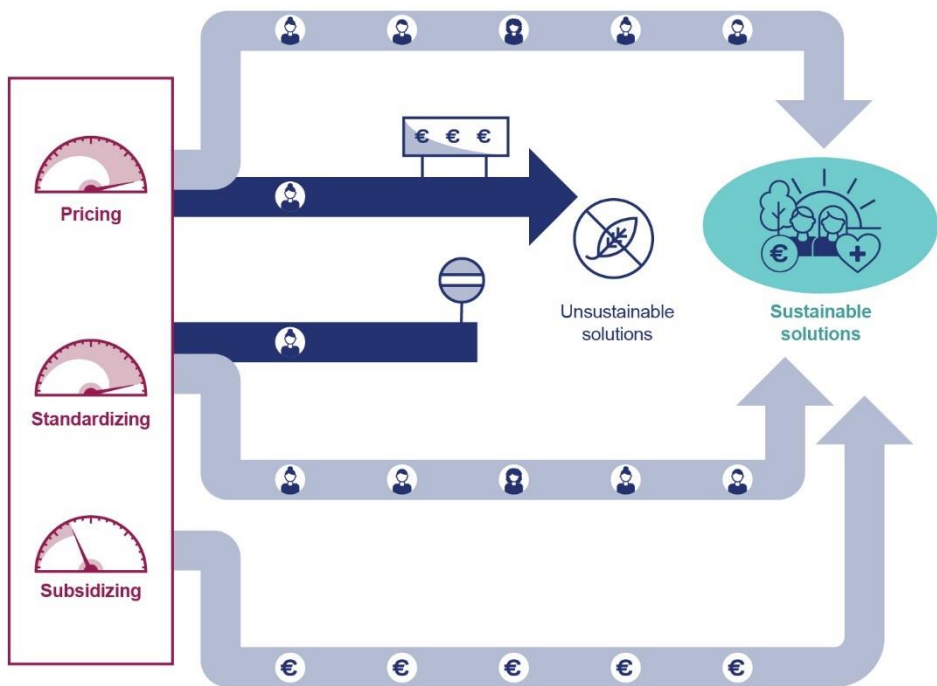 € € €
Pricing
€
Unsustainable
solutions
Sustainable
solutions
Standardizing
Subsidizing
€ € € € €